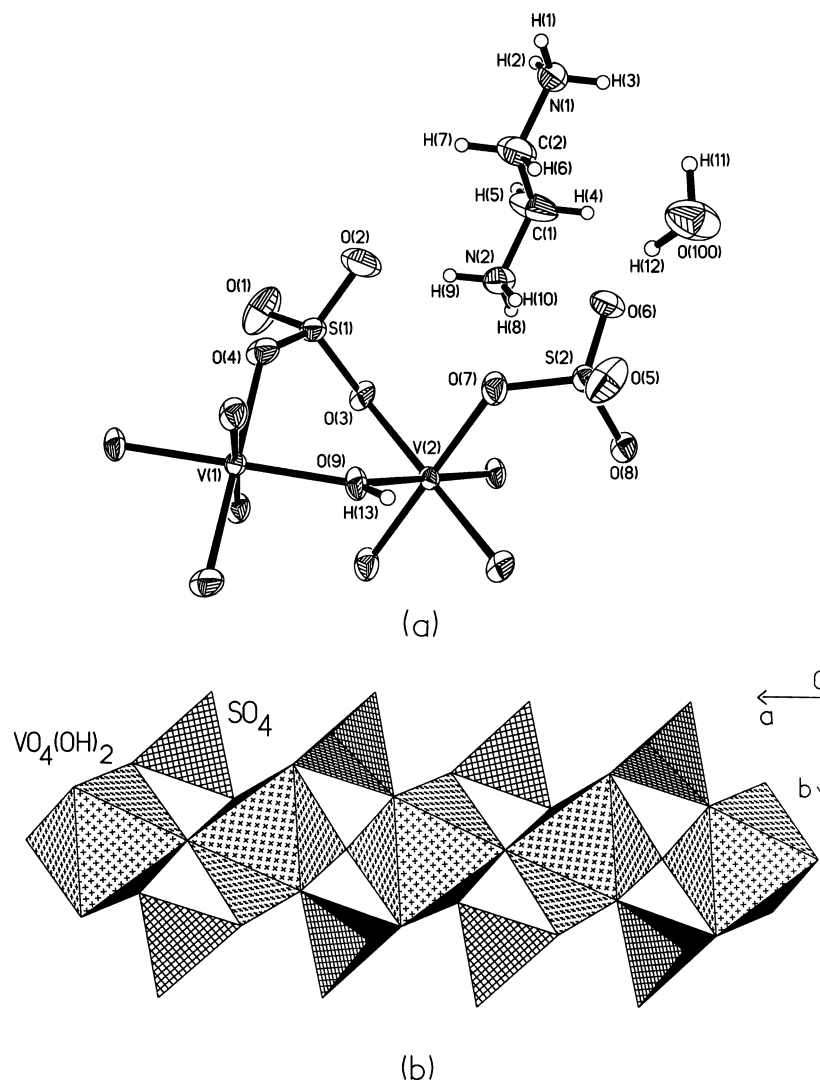 H(1)
H(2)
H(3)
N(1)
H(7)
C(2)
H(6)
H(11)
H(5)
H(4)
C(1)
O(2)
O(100)
N(2)
H(12)
O(1)
H(9)
H(10)
S(1)
H(8)
O(6)
O(4)
S(2)
O(7)
O(5)
O(3)
V(2)
V(1)
O(9)
O(8)
H(13)
(a)
SO₄
a
VO₄(OH)₂
b
(b)